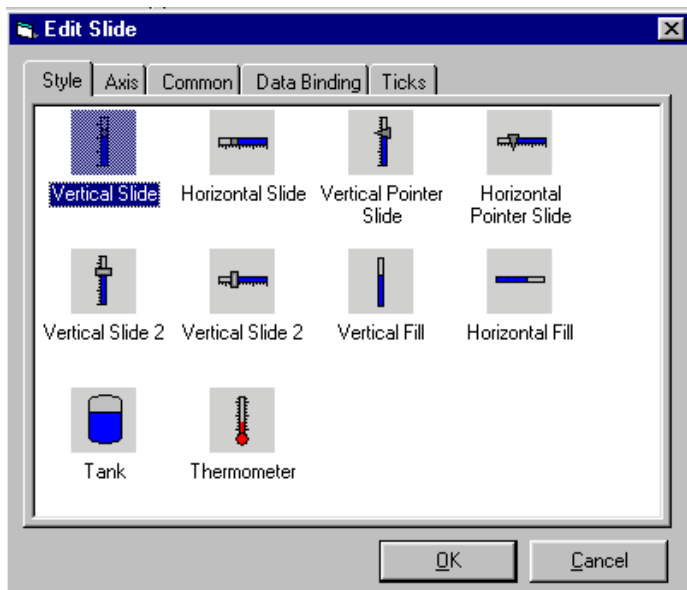 Edit Slide
Style Axis Common Data Binding Ticks
Vertical Slide Horizontal Slide Vertical Pointer Horizontal
Slide Pointer Slide
Vertical Slide 2 Vertical Slide 2 Vertical Fill Horizontal Fill
Tank Thermometer
OK Cancel